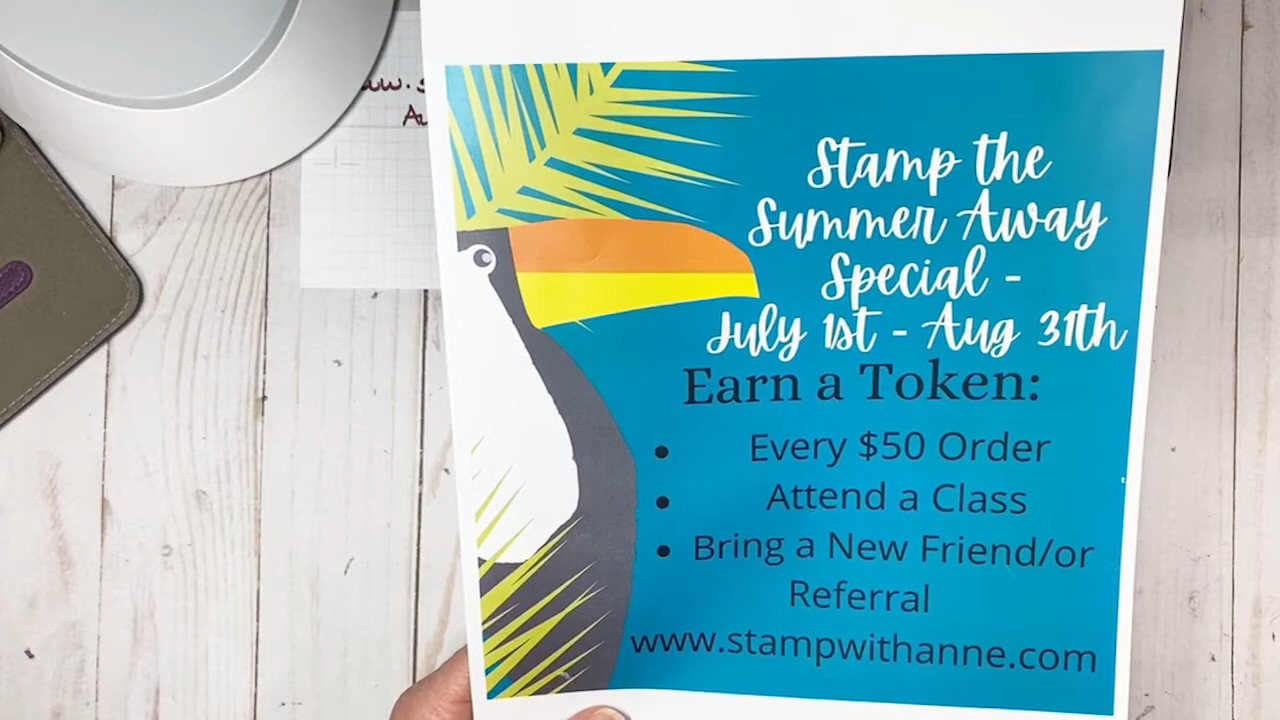 Stamp the
Summer Away
Special -
July 1st - Aug 31th
Earn a Token:
• Every $50 Order
• Attend a Class
• Bring a New Friend/or
Referral
www.stampwithanne.com